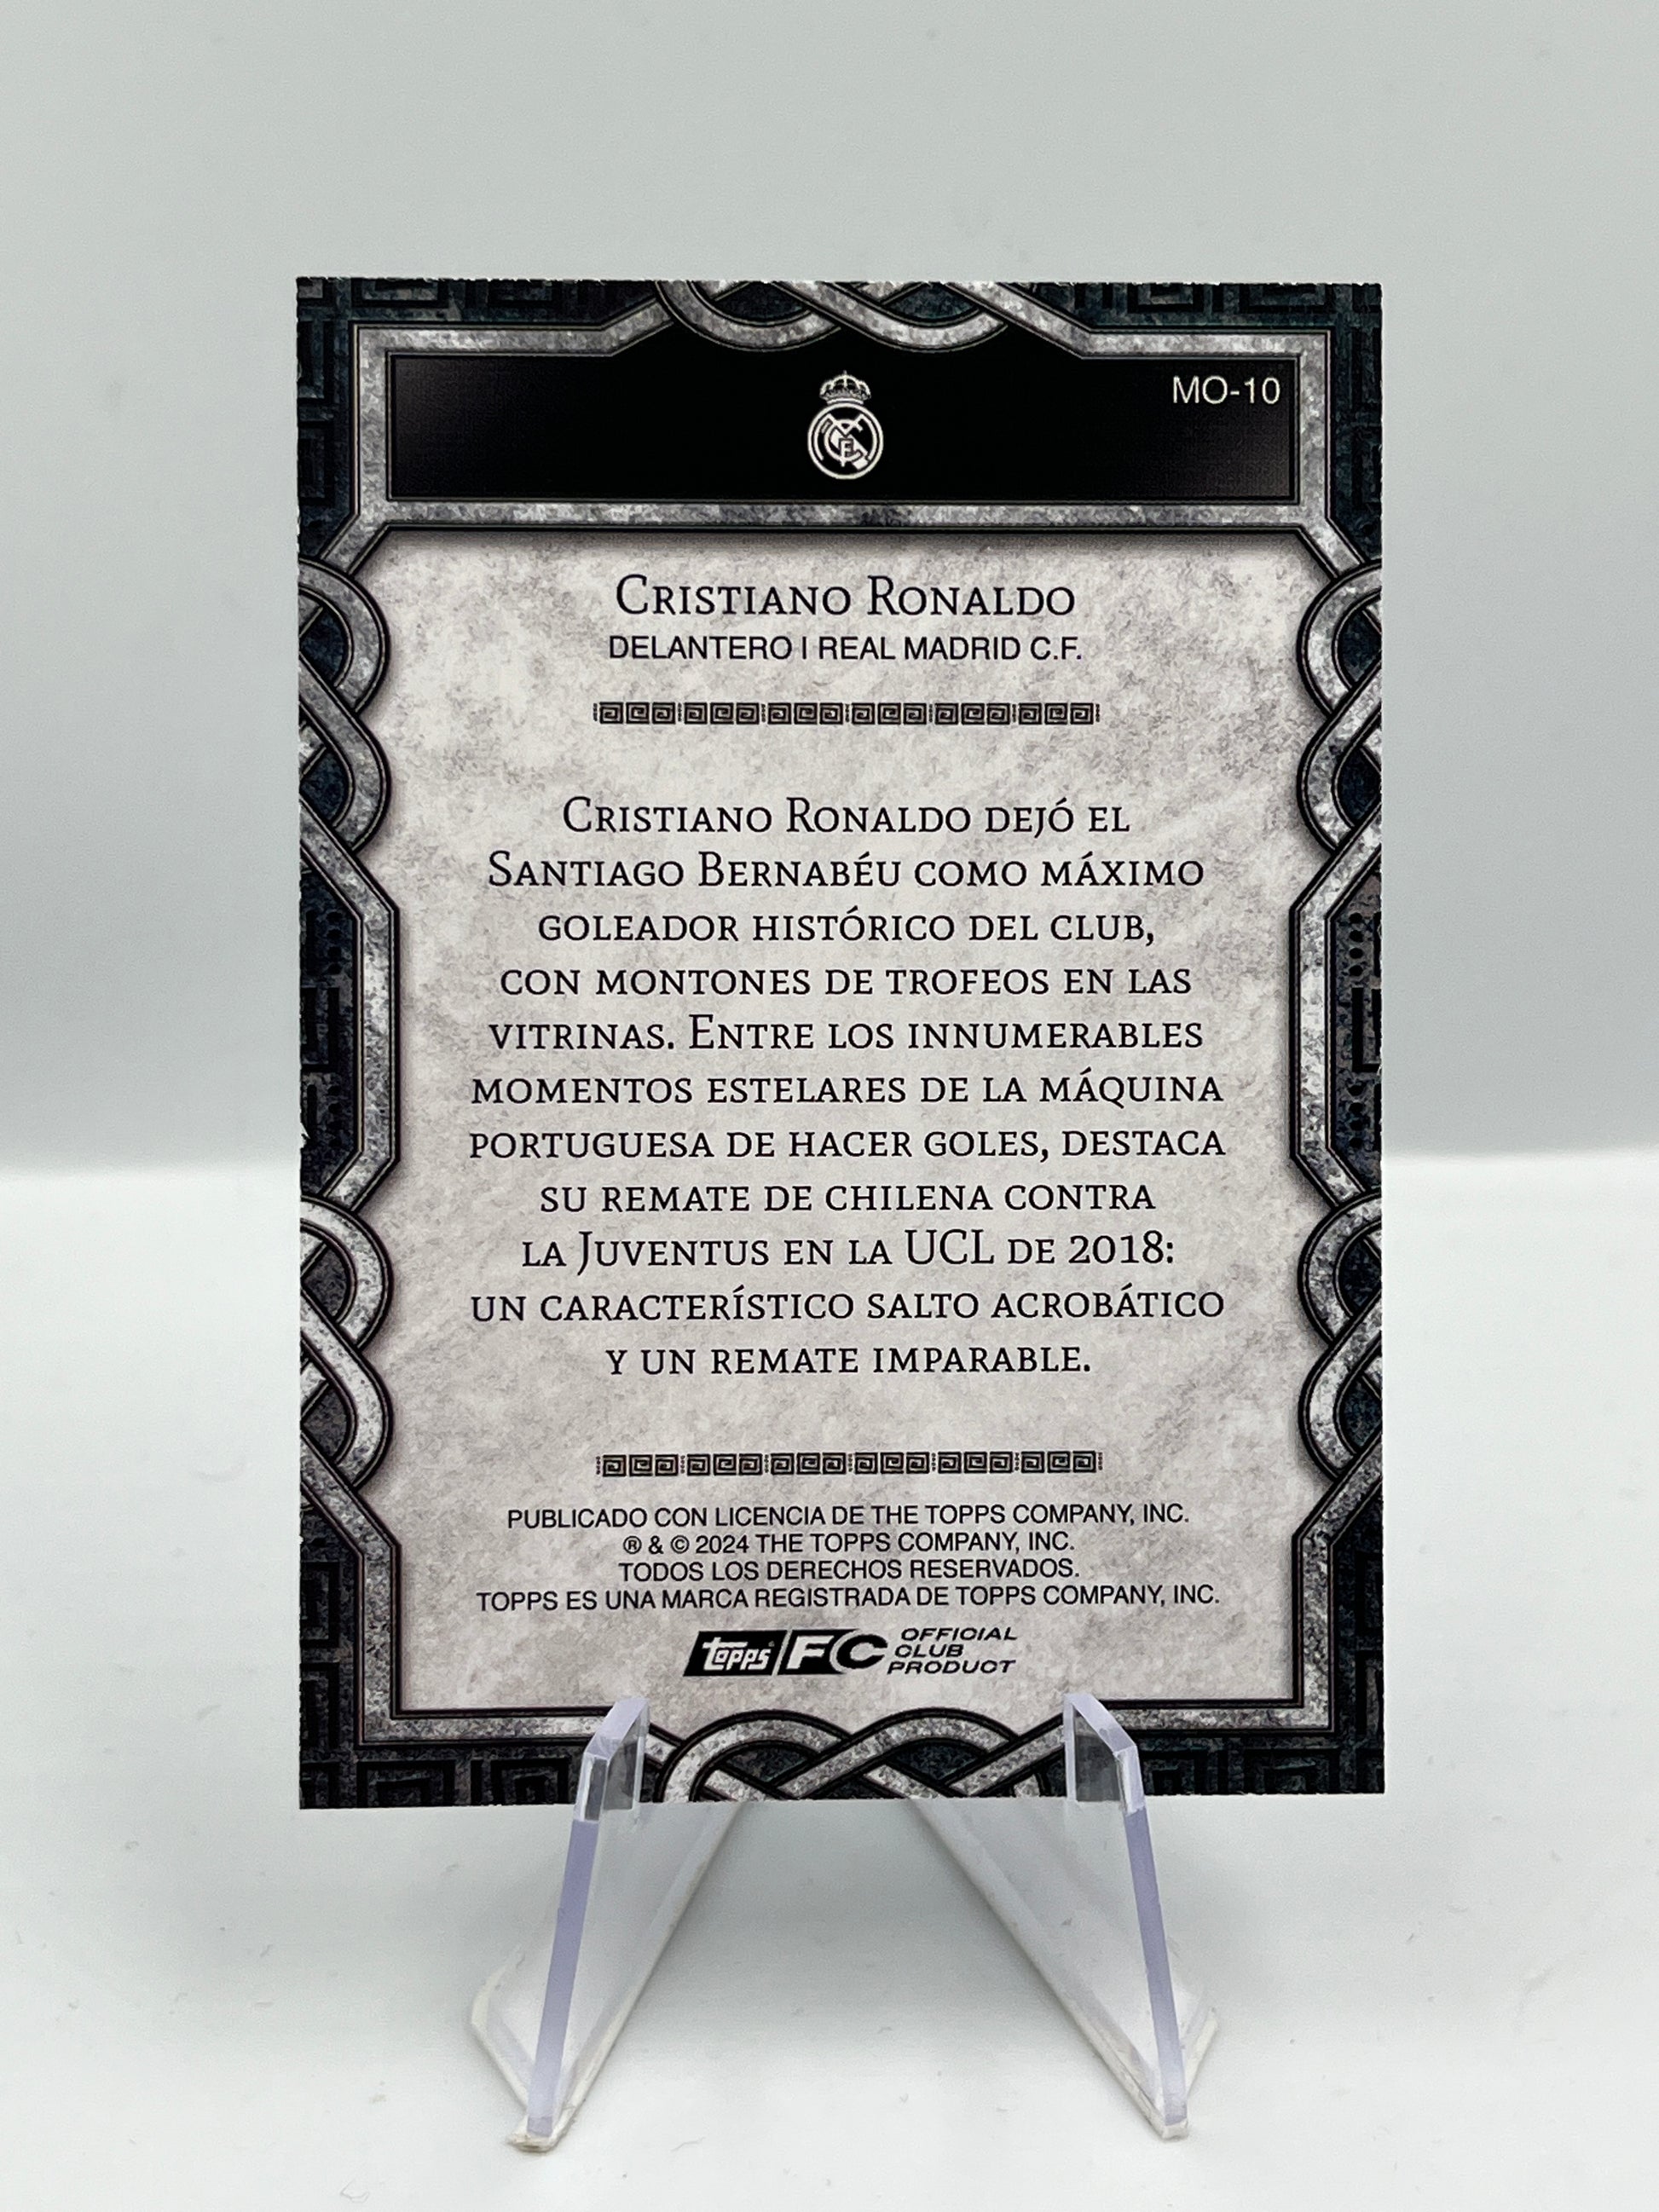 MO-10
Cristiano Ronaldo
DELANTERO | REAL MADRID C.F.
Cristiano Ronaldo dejó el
Santiago Bernabéu como máximo
goleador histórico del club,
con montones de trofeos en las
vitrinas. Entre los innumerables
momentos estelares de la máquina
portuguesa de hacer goles, destaca
su remate de chilena contra
la Juventus en la UCL de 2018:
un característico salto acrobático
y un remate imparable.
PUBLICADO CON LICENCIA DE THE TOPPS COMPANY, INC.
® & © 2024 THE TOPPS COMPANY, INC.
TODOS LOS DERECHOS RESERVADOS.
TOPPS ES UNA MARCA REGISTRADA DE TOPPS COMPANY, INC.
topps FC OFFICIAL
CLUB
PRODUCT